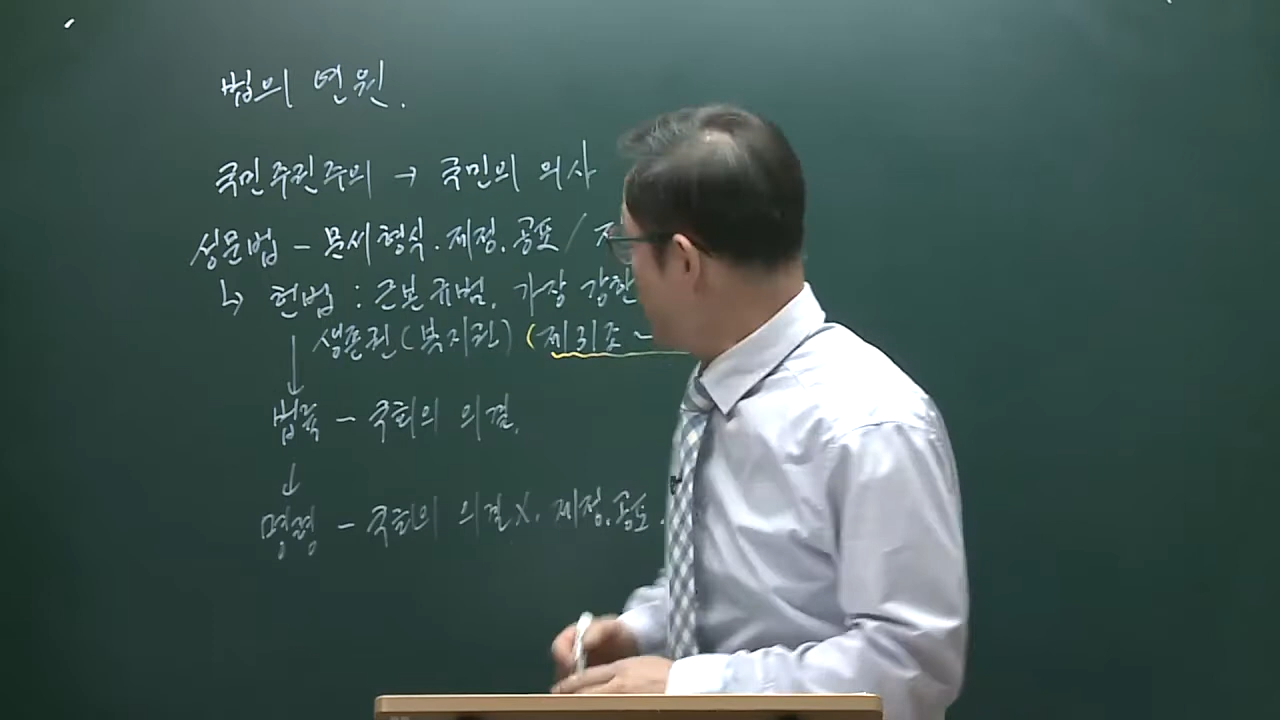 법의 연원.
국민주권주의 → 국민의 의사
성문법 - 문서형식. 제정. 공포 /
↳ 헌법 : 근본규범, 가장 강한
생존권 (복지권) (제31조 ~
↓
법률 - 국회의 의결.
↓
명령 - 국회의 의결 X. 제정. 공포.